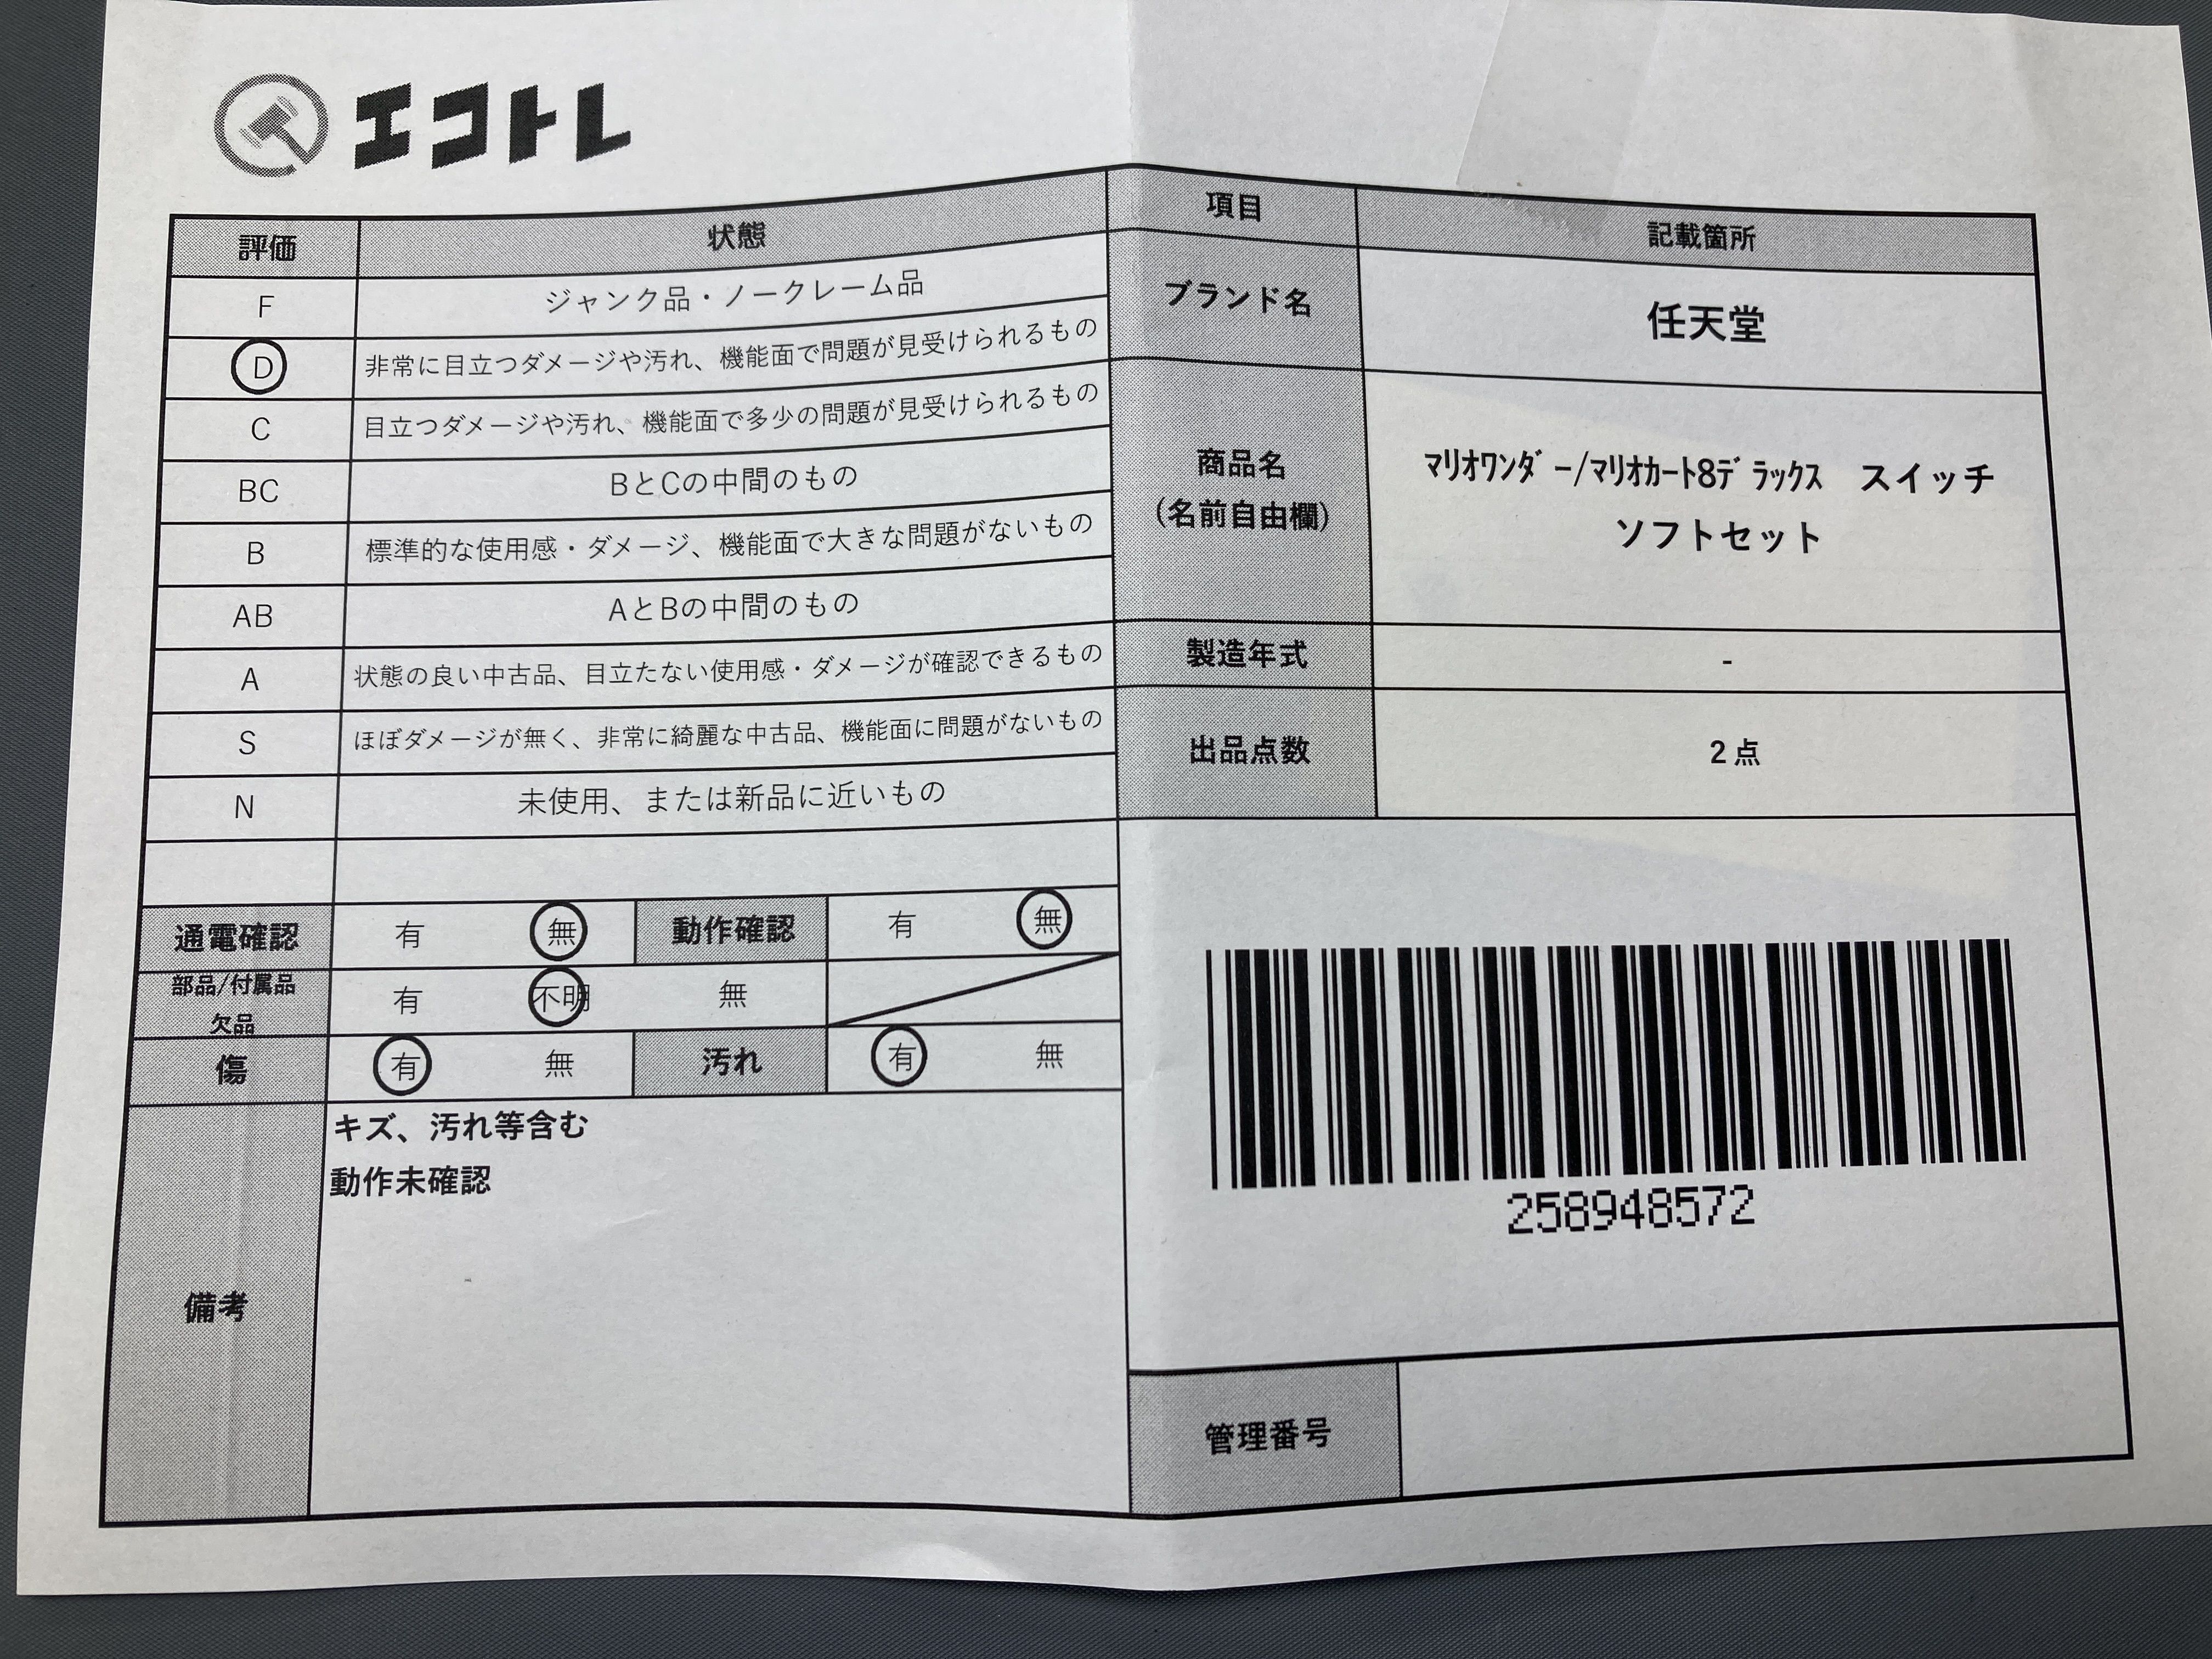 エコトレ
評価 状態
F ジャンク品・ノークレーム品
D 非常に目立つダメージや汚れ、機能面で問題が見受けられるもの
C 目立つダメージや汚れ、機能面で多少の問題が見受けられるもの
BC BとCの中間のもの
B 標準的な使用感・ダメージ、機能面で大きな問題がないもの
AB AとBの中間のもの
A 状態の良い中古品、目立たない使用感・ダメージが確認できるもの
S ほぼダメージが無く、非常に綺麗な中古品、機能面に問題がないもの
N 未使用、または新品に近いもの
通電確認 有 無 動作確認 有 無
部品/付属品
欠品
有 不明 無
傷 有 無 汚れ 有 無
備考
キズ、汚れ等含む
動作未確認
項目 記載箇所
ブランド名 任天堂
商品名
(名前自由欄)
ﾏﾘｵﾜﾝﾀﾞｰ/ﾏﾘｵｶｰﾄ8ﾃﾞﾗｯｸｽ　スイッチ
ソフトセット
製造年式 -
出品点数 2点
258948572
管理番号